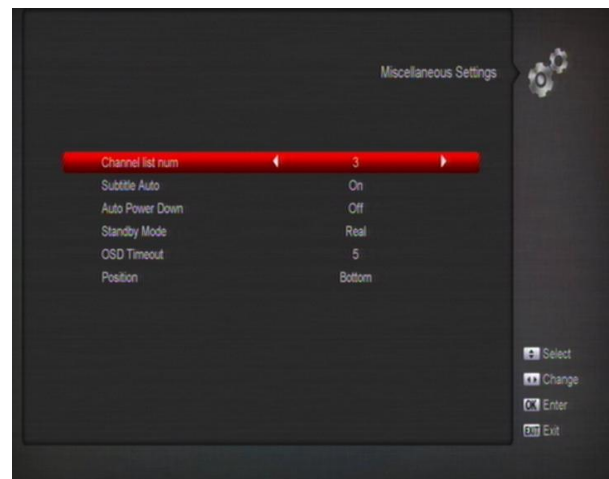 Miscellaneous Settings
Channel list num 3
Subtitle Auto On
Auto Power Down Off
Standby Mode Real
OSD Timeout 5
Position Bottom
Select
Change
OK Enter
EXIT Exit